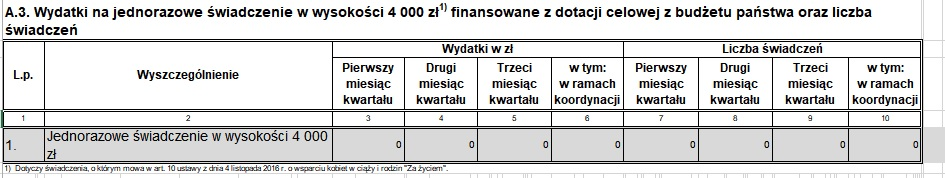 A.3. Wydatki na jednorazowe świadczenie w wysokości 4 000 zł1) finansowane z dotacji celowej z budżetu państwa oraz liczba
świadczeń
L.p. Wyszczególnienie Wydatki w zł Liczba świadczeń
Pierwszy miesiąc kwartału Drugi miesiąc kwartału Trzeci miesiąc kwartału w tym: w ramach koordynacji Pierwszy miesiąc kwartału Drugi miesiąc kwartału Trzeci miesiąc kwartału w tym: w ramach koordynacji
1 2 3 4 5 6 7 8 9 10
1. Jednorazowe świadczenie w wysokości 4 000 zł 0 0 0 0 0 0 0 0
1) Dotyczy świadczenia, o którym mowa w art. 10 ustawy z dnia 4 listopada 2016 r. o wsparciu kobiet w ciąży i rodzin "Za życiem".